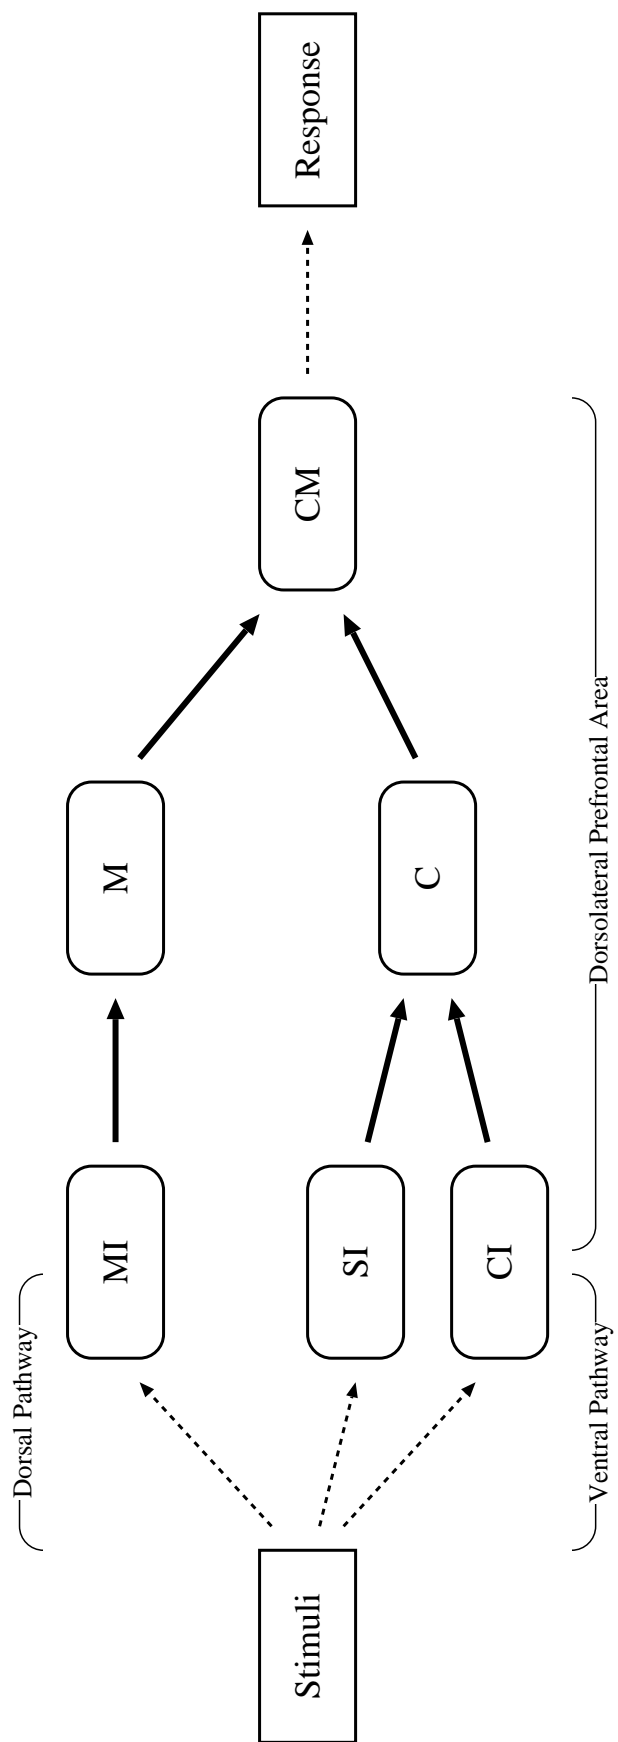 Dorsal Pathway
Stimuli
MI
M
SI
CI
C
CM
Response
Ventral Pathway
Dorsolateral Prefrontal Area